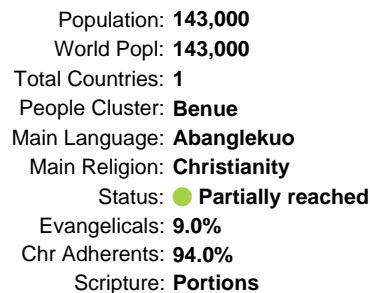 Population: 143,000
World Popl: 143,000
Total Countries: 1
People Cluster: Benue
Main Language: Abanglekuo
Main Religion: Christianity
Status: Partially reached
Evangelicals: 9.0%
Chr Adherents: 94.0%
Scripture: Portions